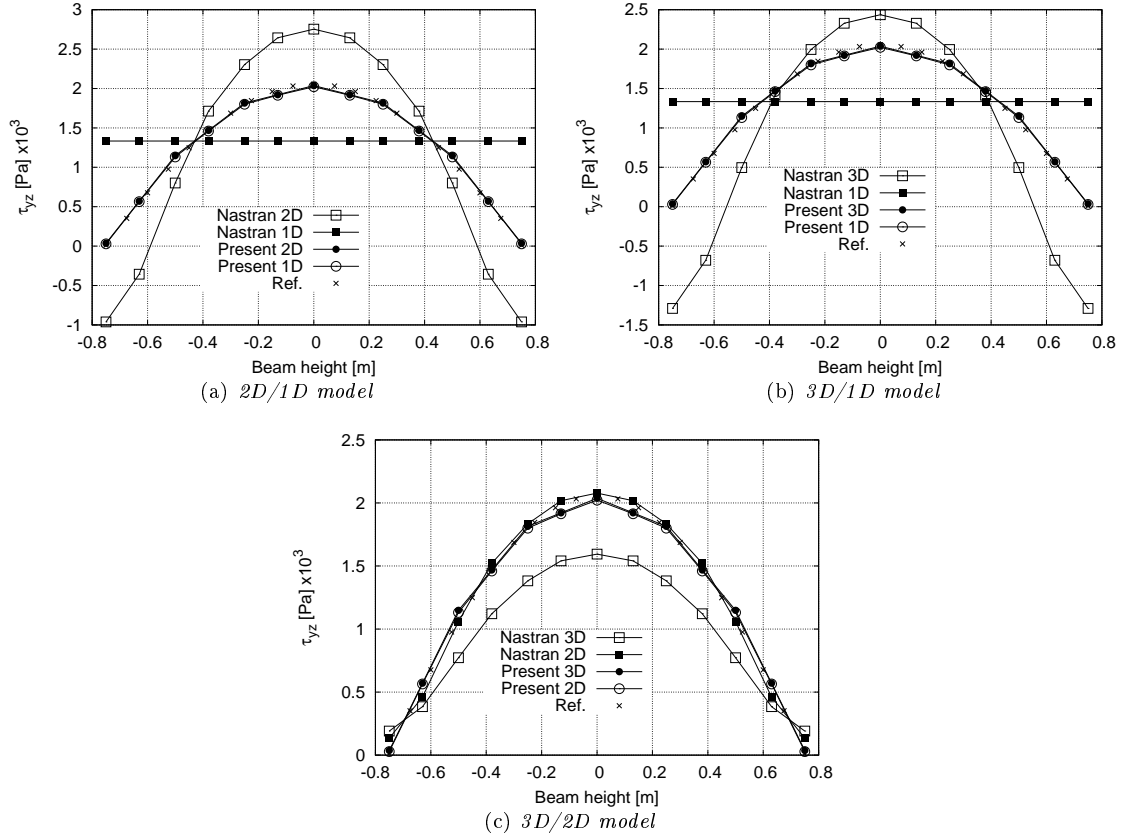 3
2.5
2
1.5
1
0.5
0
-0.5
-1
-0.8 -0.6 -0.4 -0.2 0 0.2 0.4 0.6 0.8
τyz [Pa] x10³
Beam height [m]
Nastran 2D
Nastran 1D
Present 2D
Present 1D
Ref.
(a) 2D/1D model
2.5
2
1.5
1
0.5
0
-0.5
-1
-1.5
-0.8 -0.6 -0.4 -0.2 0 0.2 0.4 0.6 0.8
τyz [Pa] x10³
Beam height [m]
Nastran 3D
Nastran 1D
Present 3D
Present 1D
Ref.
(b) 3D/1D model
2.5
2
1.5
1
0.5
0
-0.8 -0.6 -0.4 -0.2 0 0.2 0.4 0.6 0.8
τyz [Pa] x10³
Beam height [m]
Nastran 3D
Nastran 2D
Present 3D
Present 2D
Ref.
(c) 3D/2D model